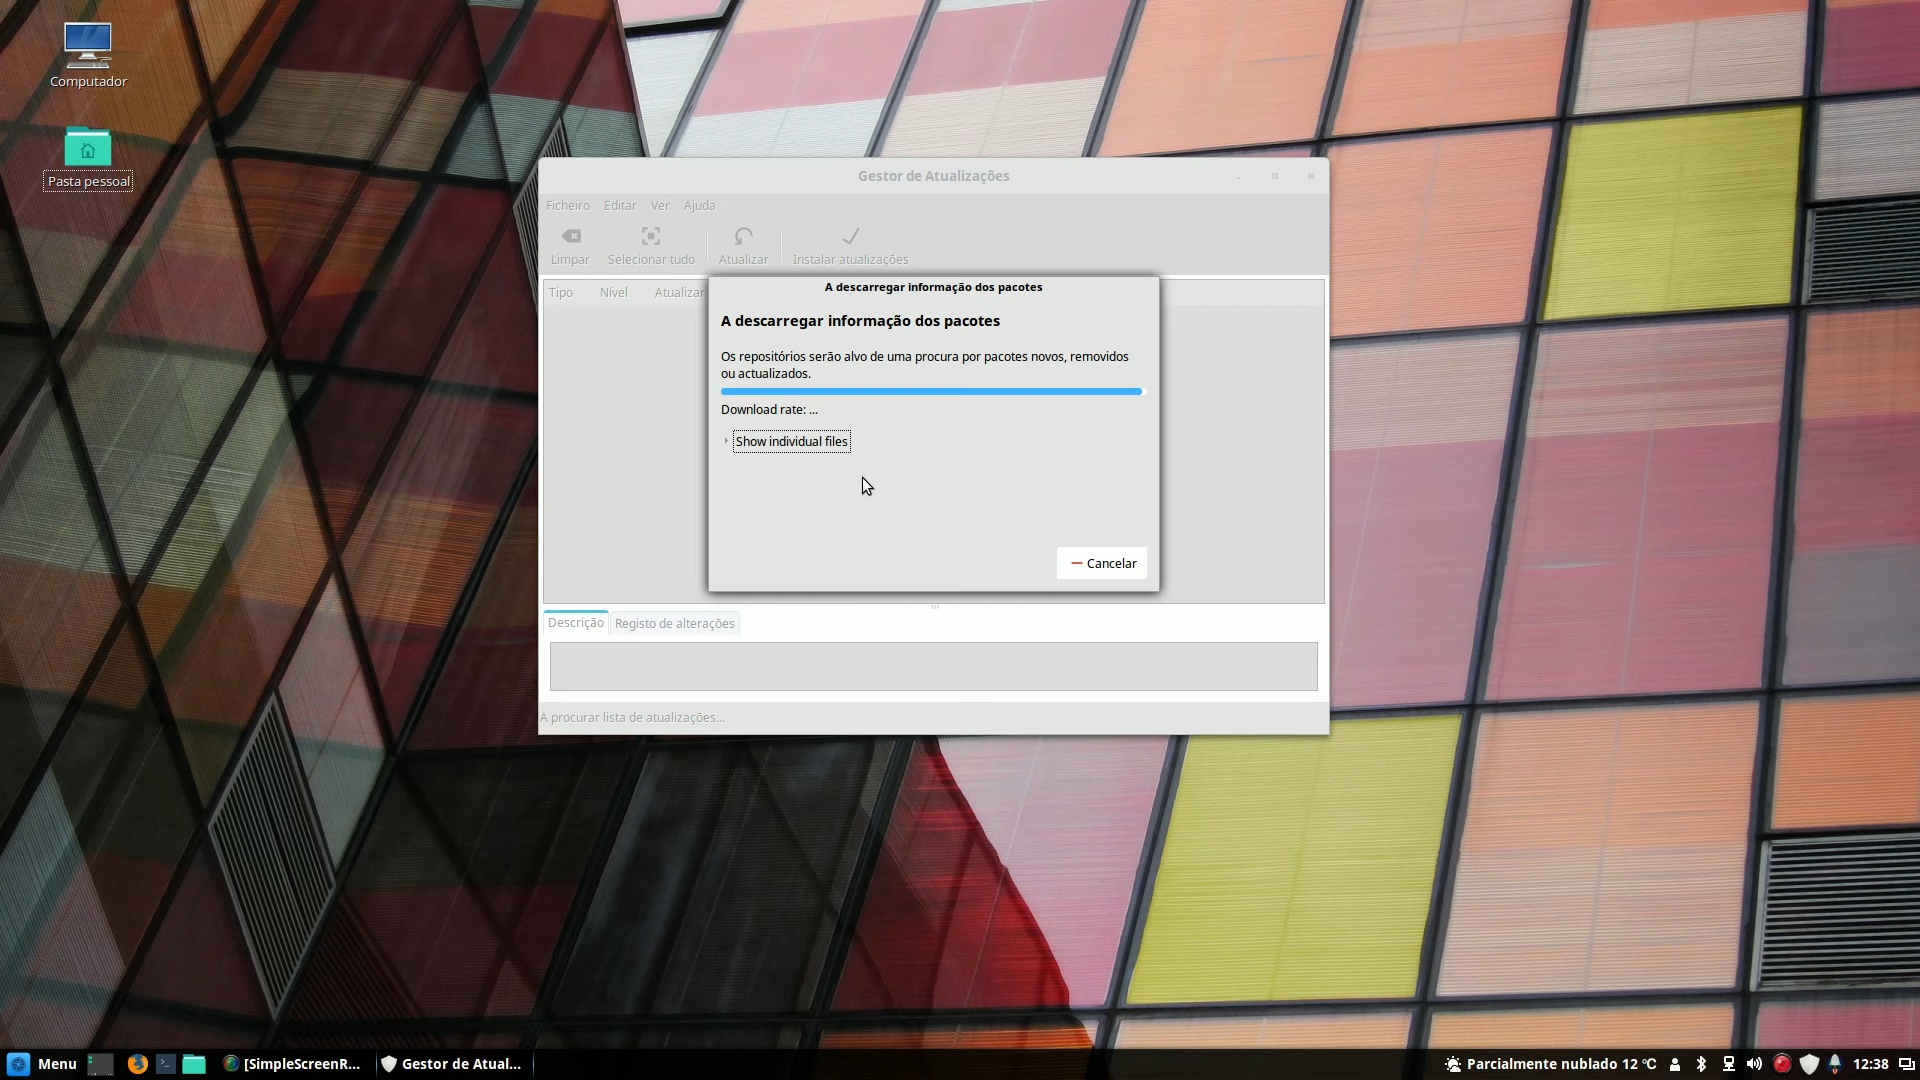 Computador
Pasta pessoal
Gestor de Atualizações
Ficheiro Editar Ver Ajuda
Limpar Selecionar tudo Atualizar Instalar atualizações
Tipo Nível Atualizar
A descarregar informação dos pacotes
A descarregar informação dos pacotes
Os repositórios serão alvo de uma procura por pacotes novos, removidos
ou actualizados.
Download rate: ...
Show individual files
Cancelar
Descrição Registo de alterações
A procurar lista de atualizações...
Menu [SimpleScreenR... Gestor de Atual... Parcialmente nublado 12 ℃ 12:38